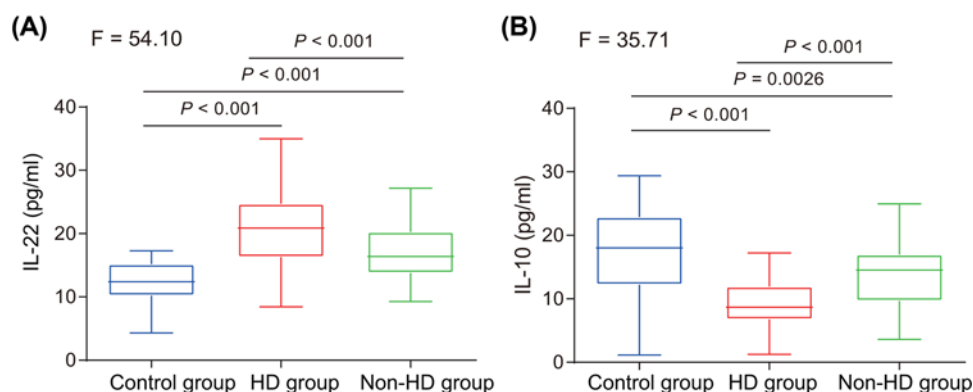 (A)
F = 54.10
P < 0.001
P < 0.001
P < 0.001
IL-22 (pg/ml)
40
30
20
10
0
Control group HD group Non-HD group
(B)
F = 35.71
P < 0.001
P = 0.0026
P < 0.001
IL-10 (pg/ml)
40
30
20
10
0
Control group HD group Non-HD group